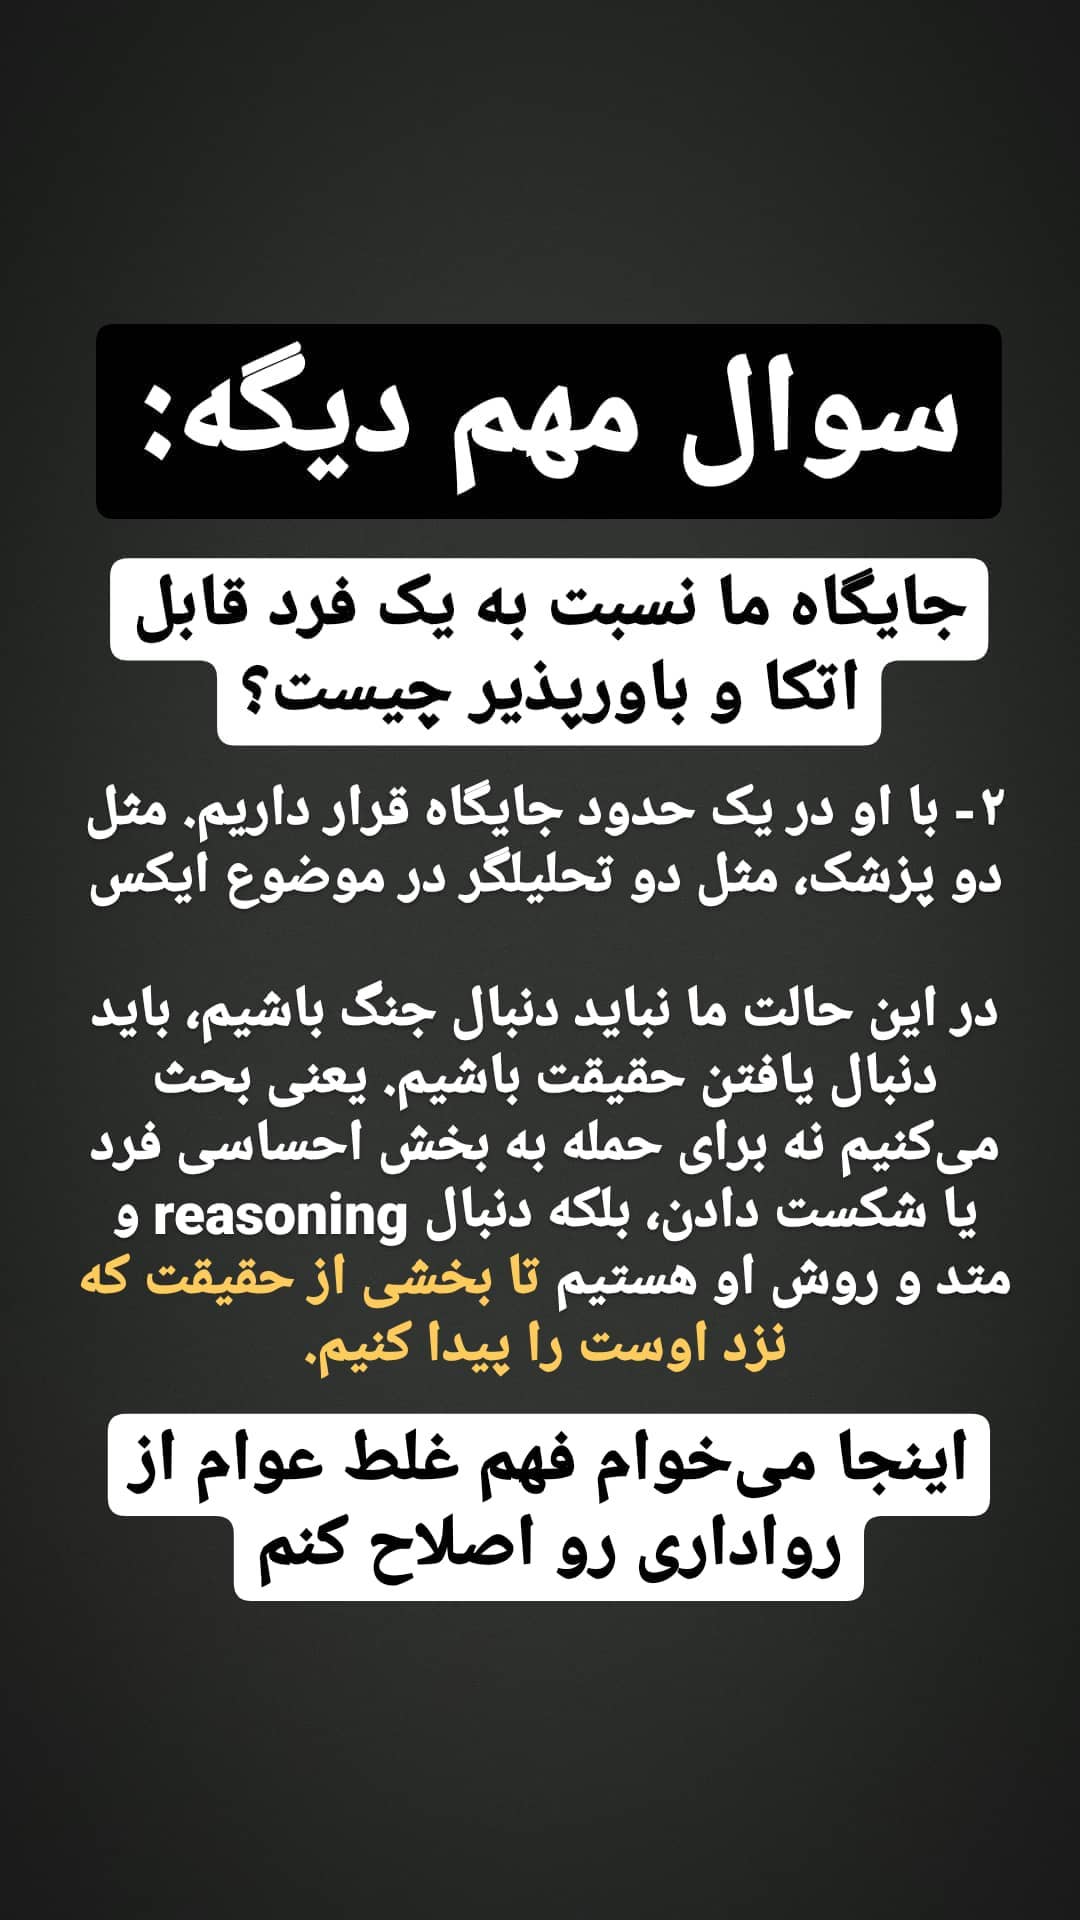 سوال مهم دیگه:
جایگاه ما نسبت به یک فرد قابل
اتکا و باورپذیر چیست؟
۲- با او در یک حدود جایگاه قرار داریم. مثل
دو پزشک، مثل دو تحلیلگر در موضوع ایکس
در این حالت ما نباید دنبال جنگ باشیم، باید
دنبال یافتن حقیقت باشیم. یعنی بحث
می‌کنیم نه برای حمله به بخش احساسی فرد
یا شکست دادن، بلکه دنبال reasoning و
متد و روش او هستیم تا بخشی از حقیقت که
نزد اوست را پیدا کنیم.
اینجا می‌خوام فهم غلط عوام از
رواداری رو اصلاح کنم